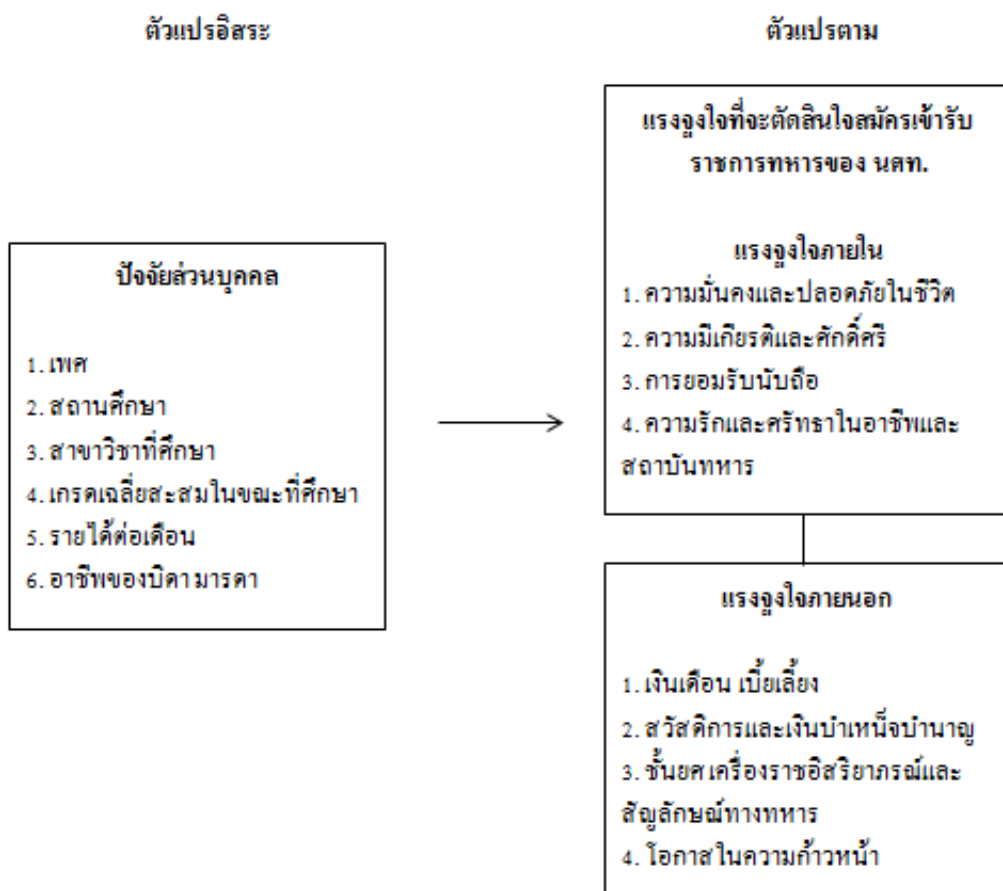 ตัวแปรอิสระ
ตัวแปรตาม
ปัจจัยส่วนบุคคล
1. เพศ
2. สถานศึกษา
3. สาขาวิชาที่ศึกษา
4. เกรดเฉลี่ยสะสมในขณะที่ศึกษา
5. รายได้ต่อเดือน
6. อาชีพของบิดา มารดา
แรงจูงใจที่จะตัดสินใจสมัครเข้ารับ
ราชการทหารของ นศท.
แรงจูงใจภายใน
1. ความมั่นคงและปลอดภัยในชีวิต
2. ความมีเกียรติและศักดิ์ศรี
3. การยอมรับนับถือ
4. ความรักและศรัทธาในอาชีพและ
สถาบันทหาร
แรงจูงใจภายนอก
1. เงินเดือน เบี้ยเลี้ยง
2. สวัสดิการและเงินบำเหน็จบำนาญ
3. ชั้นยศ เครื่องราชอิสริยาภรณ์และ
สัญลักษณ์ทางทหาร
4. โอกาสในความก้าวหน้า